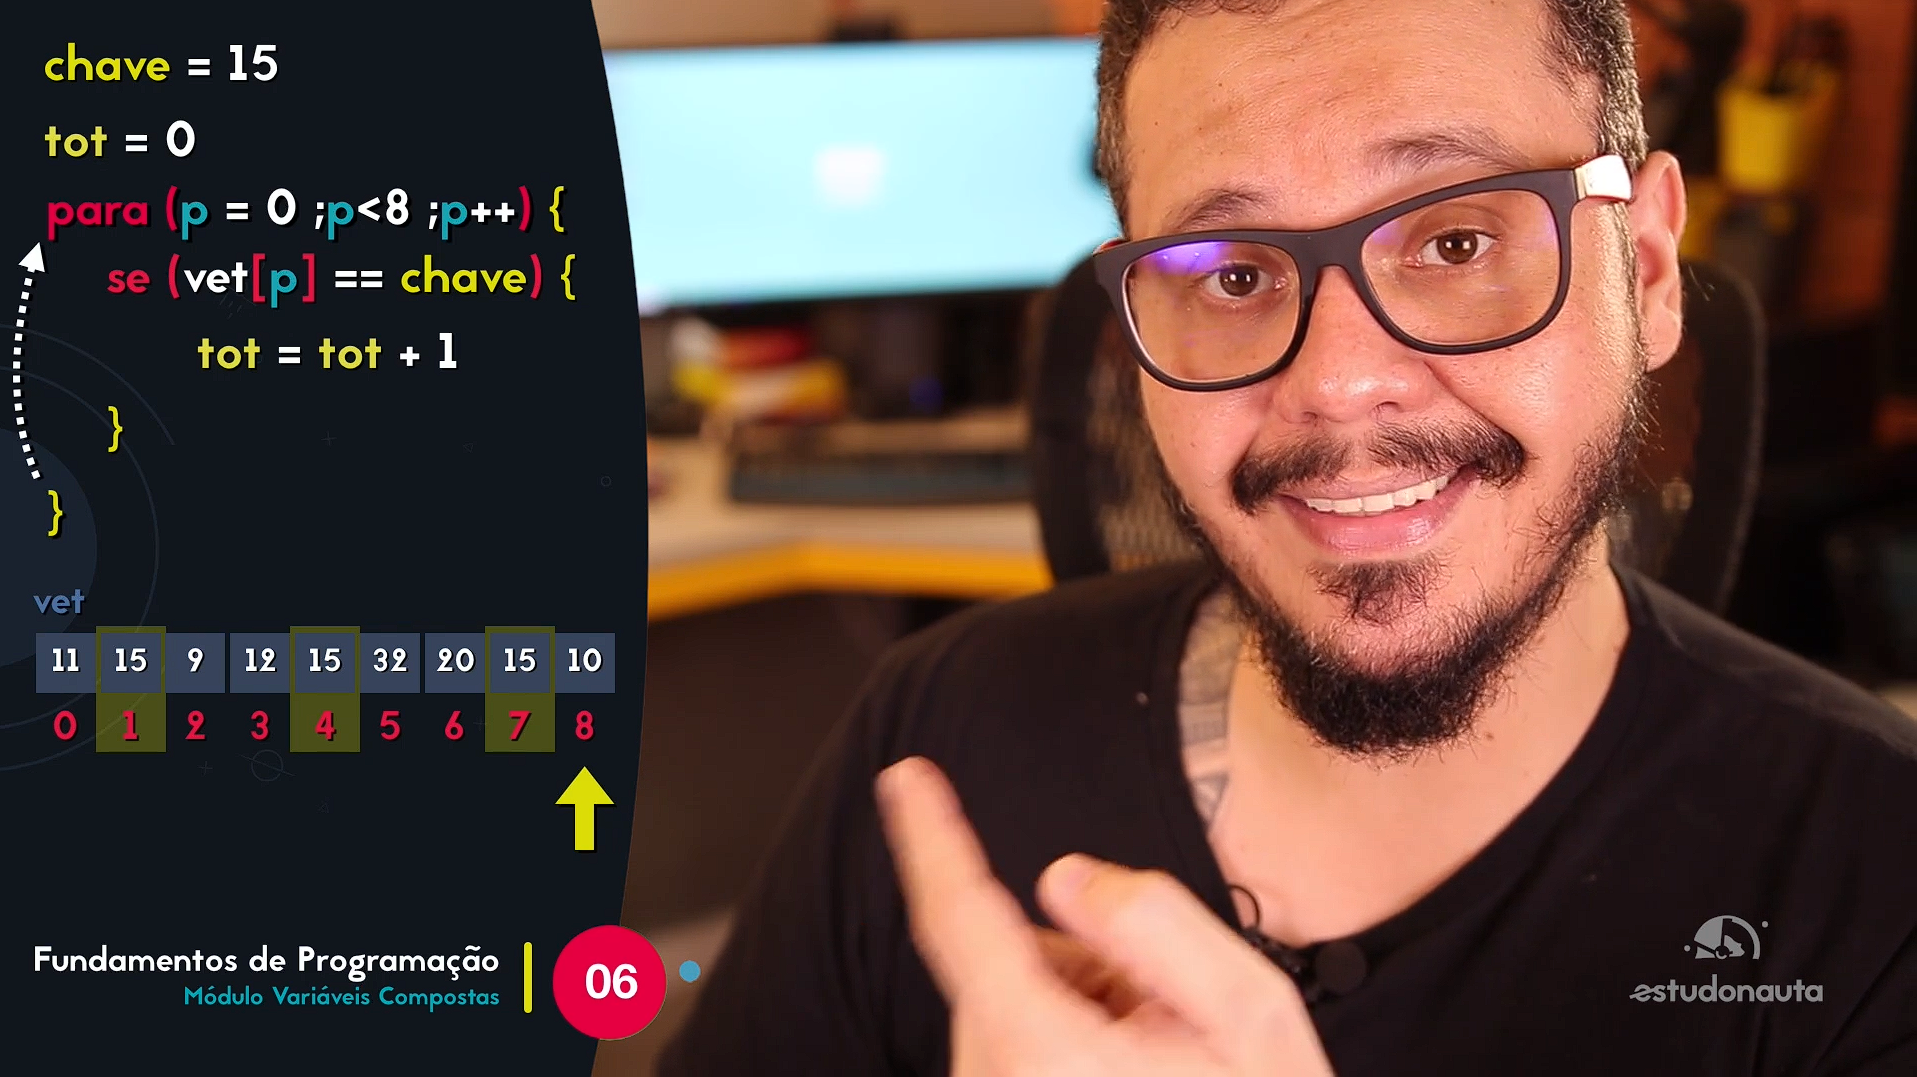 chave = 15
tot = 0
para (p = 0 ;p<8 ;p++) {
se (vet[p] == chave) {
tot = tot + 1
}
}
vet
11 15 9 12 15 32 20 15 10
0 1 2 3 4 5 6 7 8
Fundamentos de Programação
Módulo Variáveis Compostas
06
estudonauta